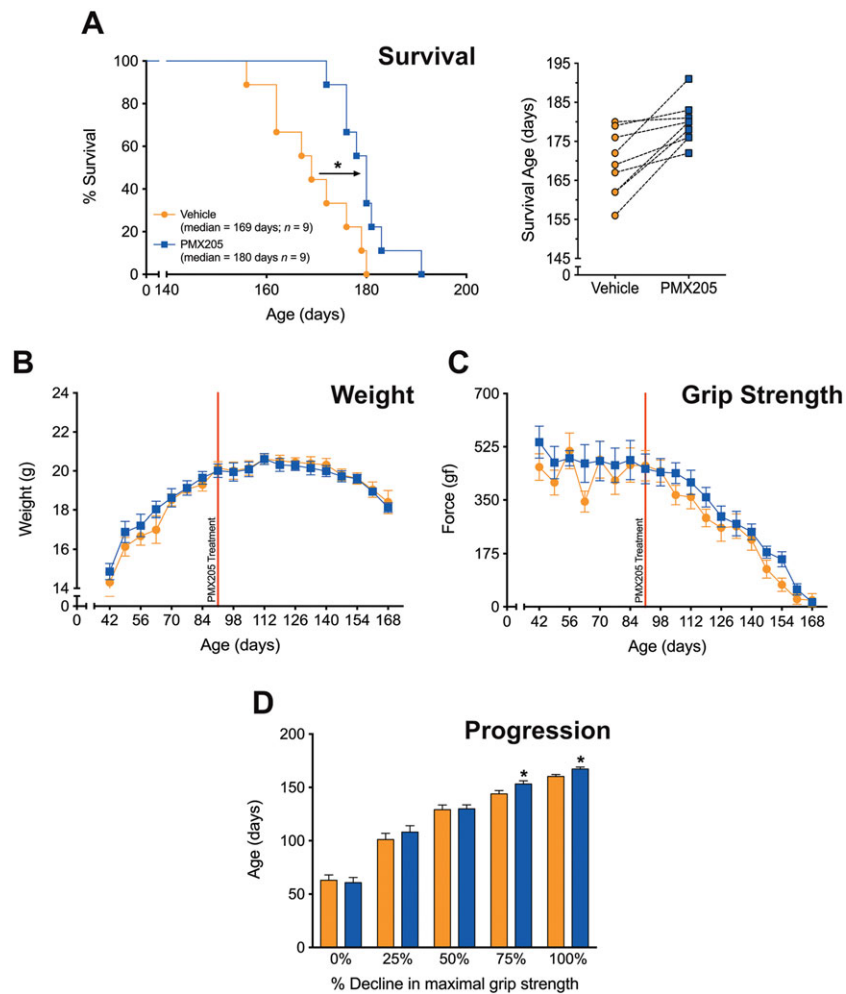 A
Survival
100
80
60
40
20
0
% Survival
*
Vehicle
(median = 169 days; n = 9)
PMX205
(median = 180 days n = 9)
0 140 160 180 200
Age (days)
195
185
175
165
155
145
0
Survival Age (days)
Vehicle PMX205
B
Weight
24
22
20
18
16
14
0
Weight (g)
PMX205 Treatment
0 42 56 70 84 98 112 126 140 154 168
Age (days)
C
Grip Strength
700
525
350
175
0
Force (gf)
PMX205 Treatment
0 42 56 70 84 98 112 126 140 154 168
Age (days)
D
Progression
200
150
100
50
0
Age (days)
*
*
0% 25% 50% 75% 100%
% Decline in maximal grip strength